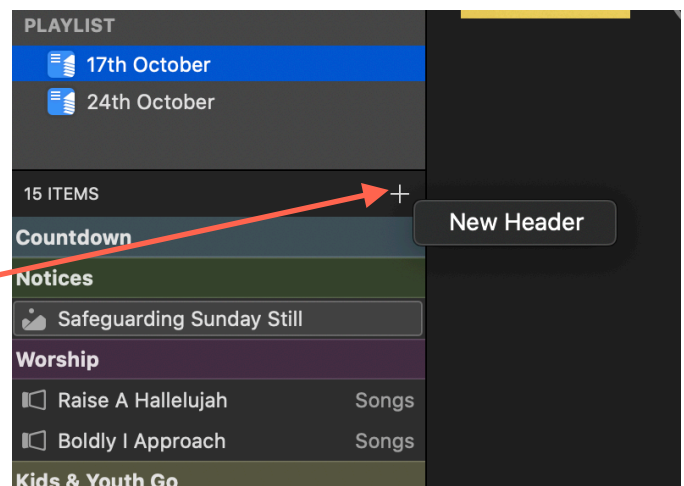 PLAYLIST
17th October
24th October
15 ITEMS
New Header
Countdown
Notices
Safeguarding Sunday Still
Worship
Raise A Hallelujah Songs
Boldly I Approach Songs
Kids & Youth Go